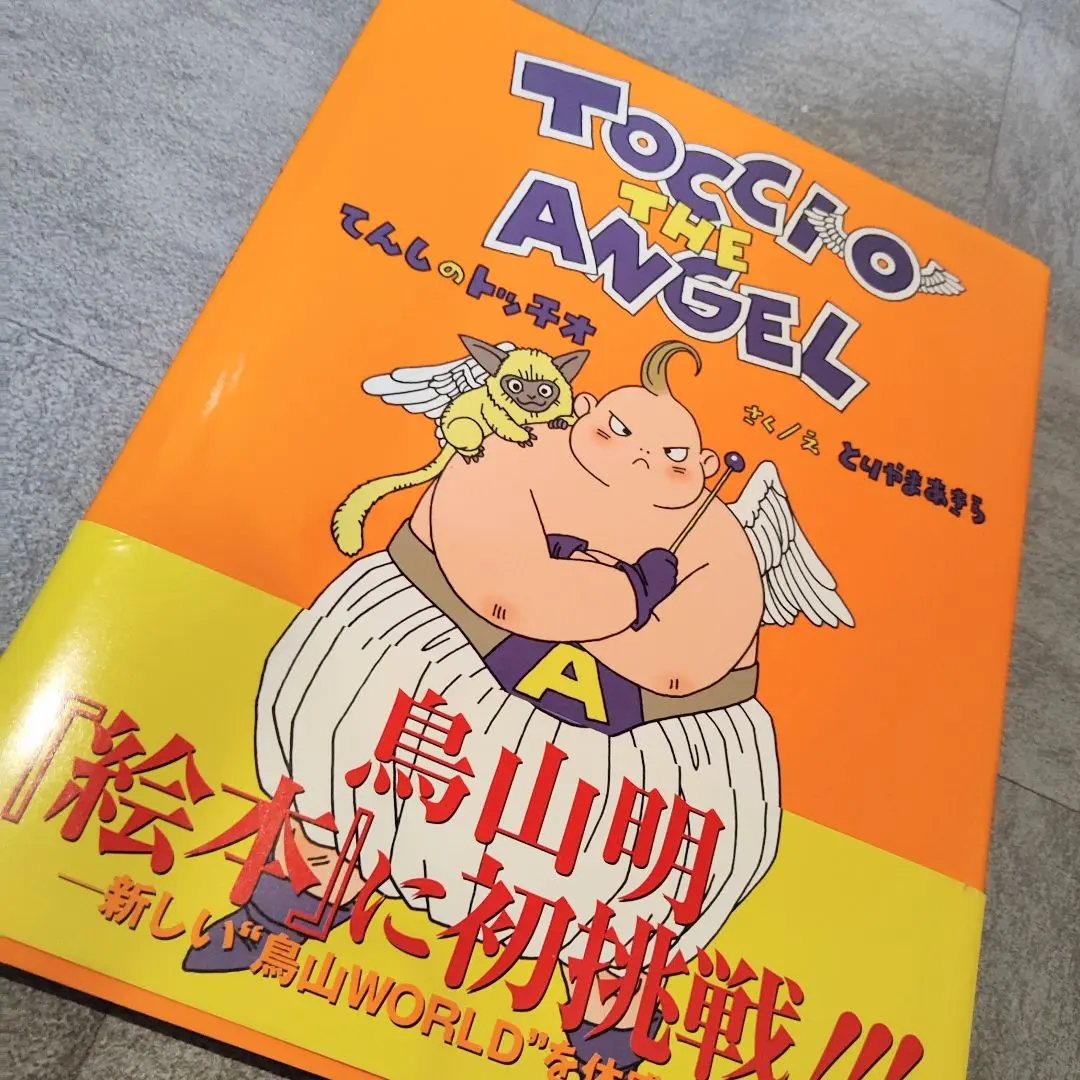 TOCCIO
THE
ANGEL
てんしのトッチオ
さく/え とりやまあきら
A
鳥山明
『絵本』に初挑戦!!!
―新しい“鳥山WORLD”を体